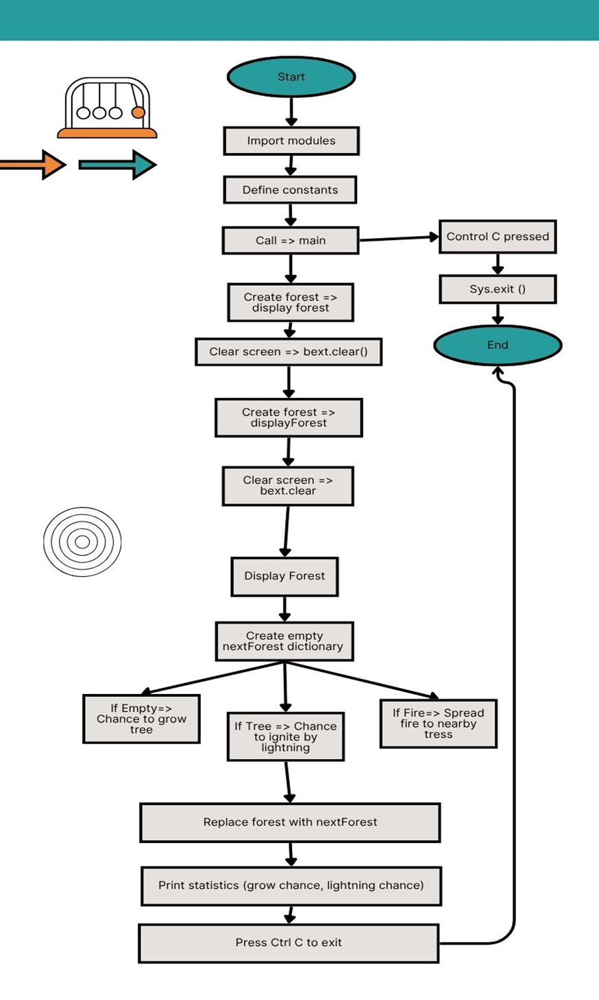 Start
Import modules
Define constants
Call => main
Control C pressed
Sys.exit ()
End
Create forest =>
display forest
Clear screen => bext.clear()
Create forest =>
displayForest
Clear screen =>
bext.clear
Display Forest
Create empty
nextForest dictionary
If Empty=>
Chance to grow
tree
If Tree => Chance
to ignite by
lightning
If Fire=> Spread
fire to nearby
tress
Replace forest with nextForest
Print statistics (grow chance, lightning chance)
Press Ctrl C to exit